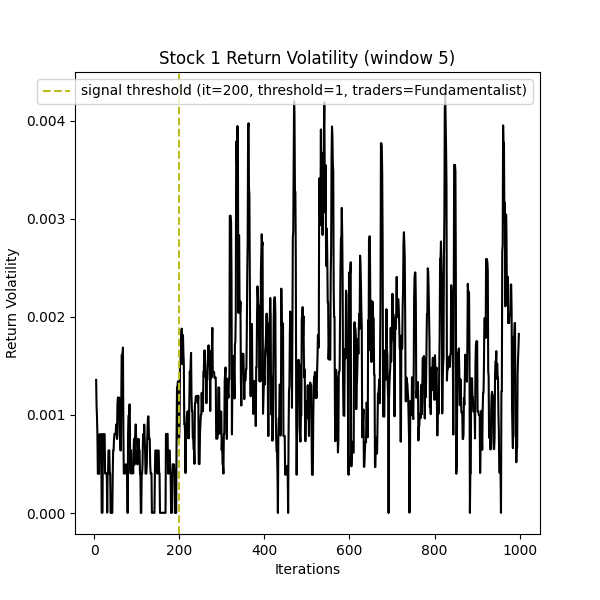 Stock 1 Return Volatility (window 5)
signal threshold (it=200, threshold=1, traders=Fundamentalist)
0.004
0.003
0.002
0.001
0.000
Return Volatility
0 200 400 600 800 1000
Iterations